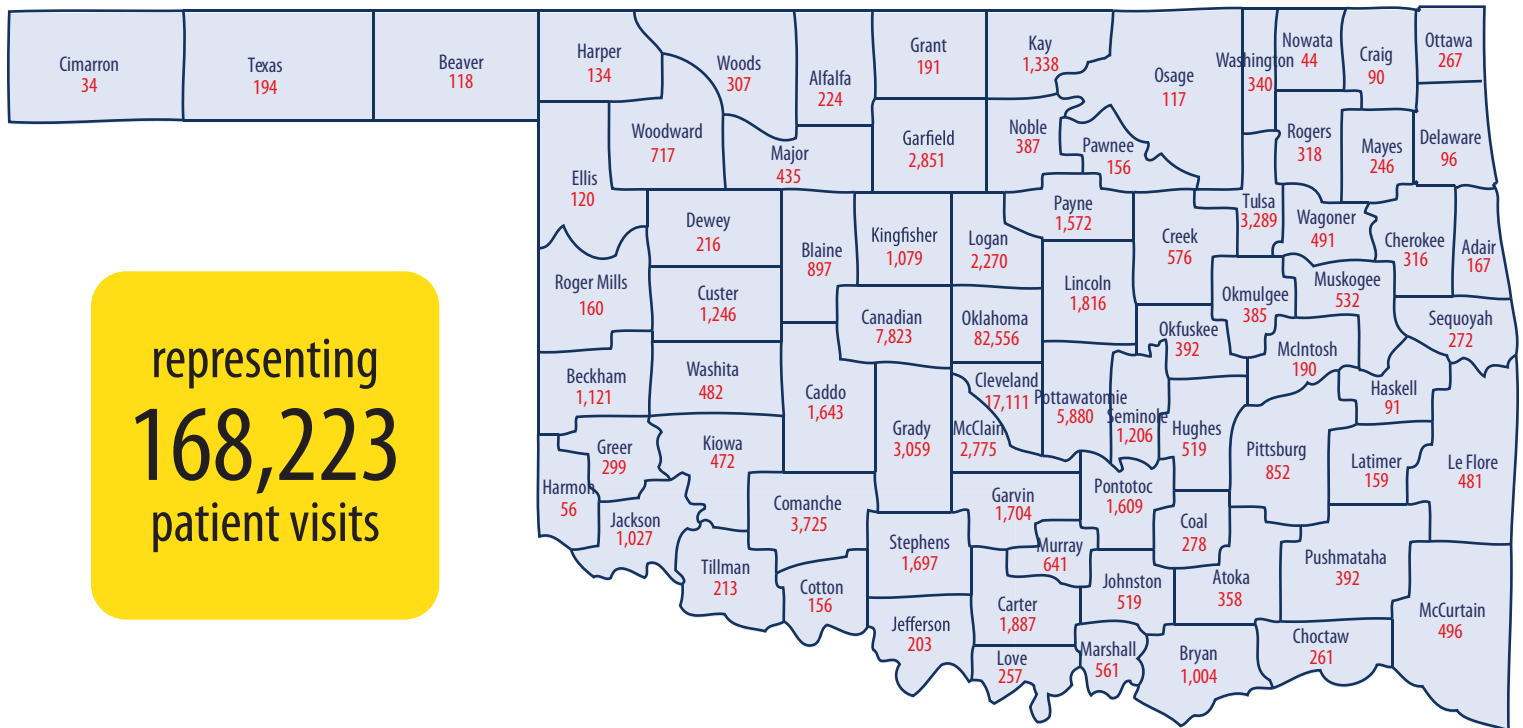 Cimarron
34
Texas
194
Beaver
118
Harper
134
Woods
307
Alfalfa
224
Grant
191
Kay
1,338
Osage
117
Washington
340
Nowata
44
Craig
90
Ottawa
267
Woodward
717
Major
435
Garfield
2,851
Noble
387
Pawnee
156
Rogers
318
Mayes
246
Delaware
96
Ellis
120
Dewey
216
Blaine
897
Kingfisher
1,079
Logan
2,270
Payne
1,572
Creek
576
Tulsa
3,289
Wagoner
491
Cherokee
316
Adair
167
Roger Mills
160
Custer
1,246
Canadian
7,823
Oklahoma
82,556
Lincoln
1,816
Okfuskee
392
Okmulgee
385
Muskogee
532
McIntosh
190
Sequoyah
272
Beckham
1,121
Washita
482
Caddo
1,643
Grady
3,059
Cleveland
17,111
McClain
2,775
Pottawatomie
5,880
Seminole
1,206
Hughes
519
Pittsburg
852
Haskell
91
Latimer
159
Le Flore
481
Greer
299
Kiowa
472
Harmon
56
Jackson
1,027
Comanche
3,725
Garvin
1,704
Pontotoc
1,609
Coal
278
Tillman
213
Cotton
156
Stephens
1,697
Murray
641
Johnston
519
Atoka
358
Pushmataha
392
McCurtain
496
Jefferson
203
Carter
1,887
Love
257
Marshall
561
Bryan
1,004
Choctaw
261
representing
168,223
patient visits